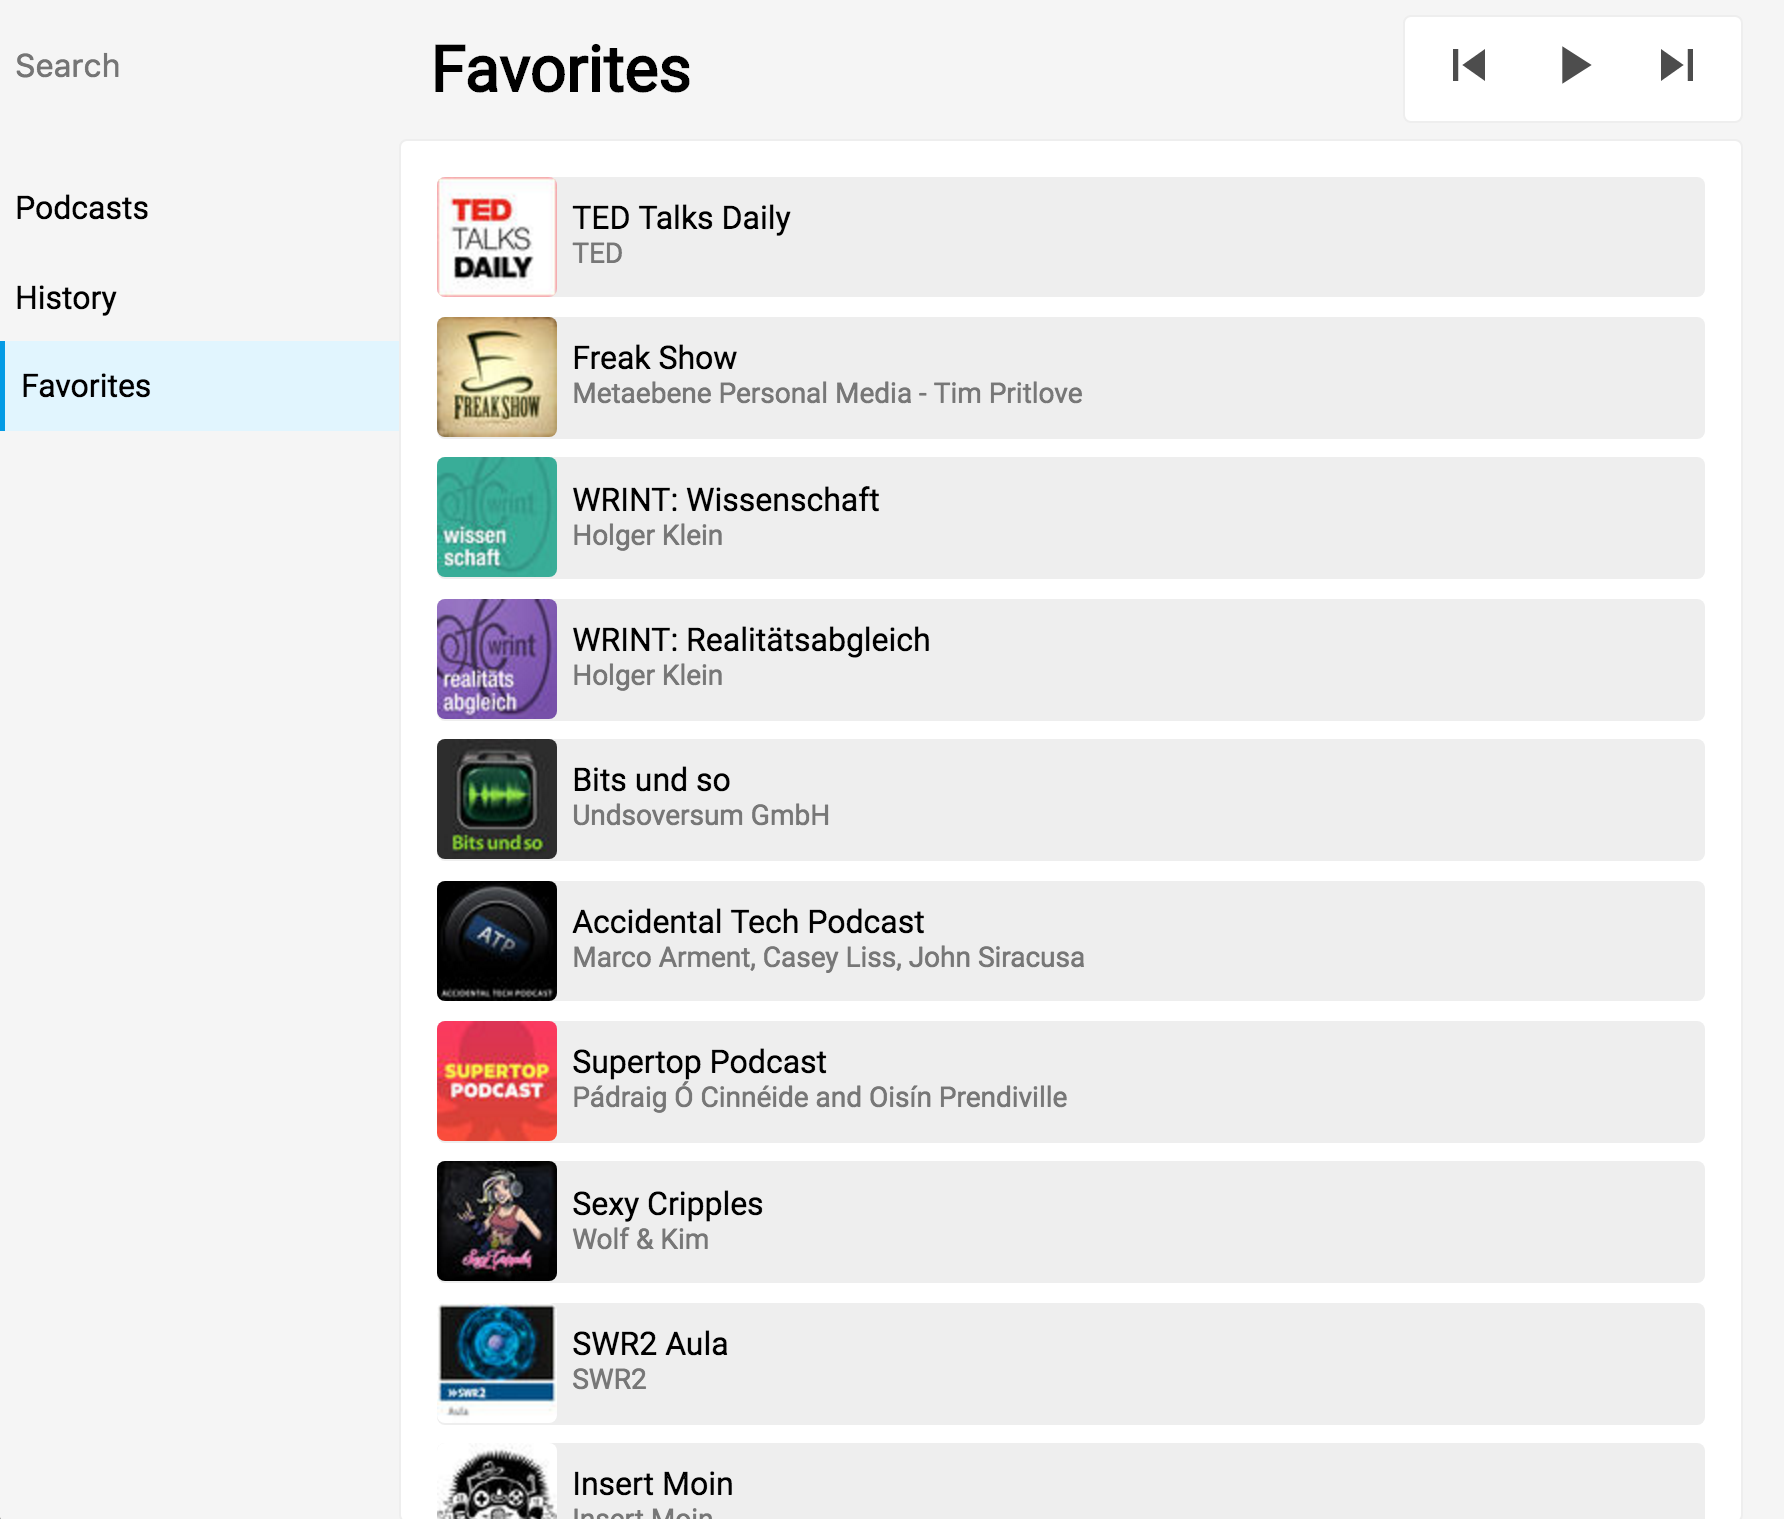 Search
Favorites
Podcasts
History
Favorites
TED
TALKS
DAILY
TED Talks Daily
TED
FREAK SHOW
Freak Show
Metaebene Personal Media - Tim Pritlove
wrint
wissen
schaft
WRINT: Wissenschaft
Holger Klein
wrint
realitäts
abgleich
WRINT: Realitätsabgleich
Holger Klein
Bits und so
Bits und so
Undsoversum GmbH
ATP
ACCIDENTAL TECH PODCAST
Accidental Tech Podcast
Marco Arment, Casey Liss, John Siracusa
SUPERTOP
PODCAST
Supertop Podcast
Pádraig Ó Cinnéide and Oisín Prendiville
Sexy Cripples
Sexy Cripples
Wolf & Kim
SWR2
Aula
SWR2 Aula
SWR2
Insert Moin
Insert Moin